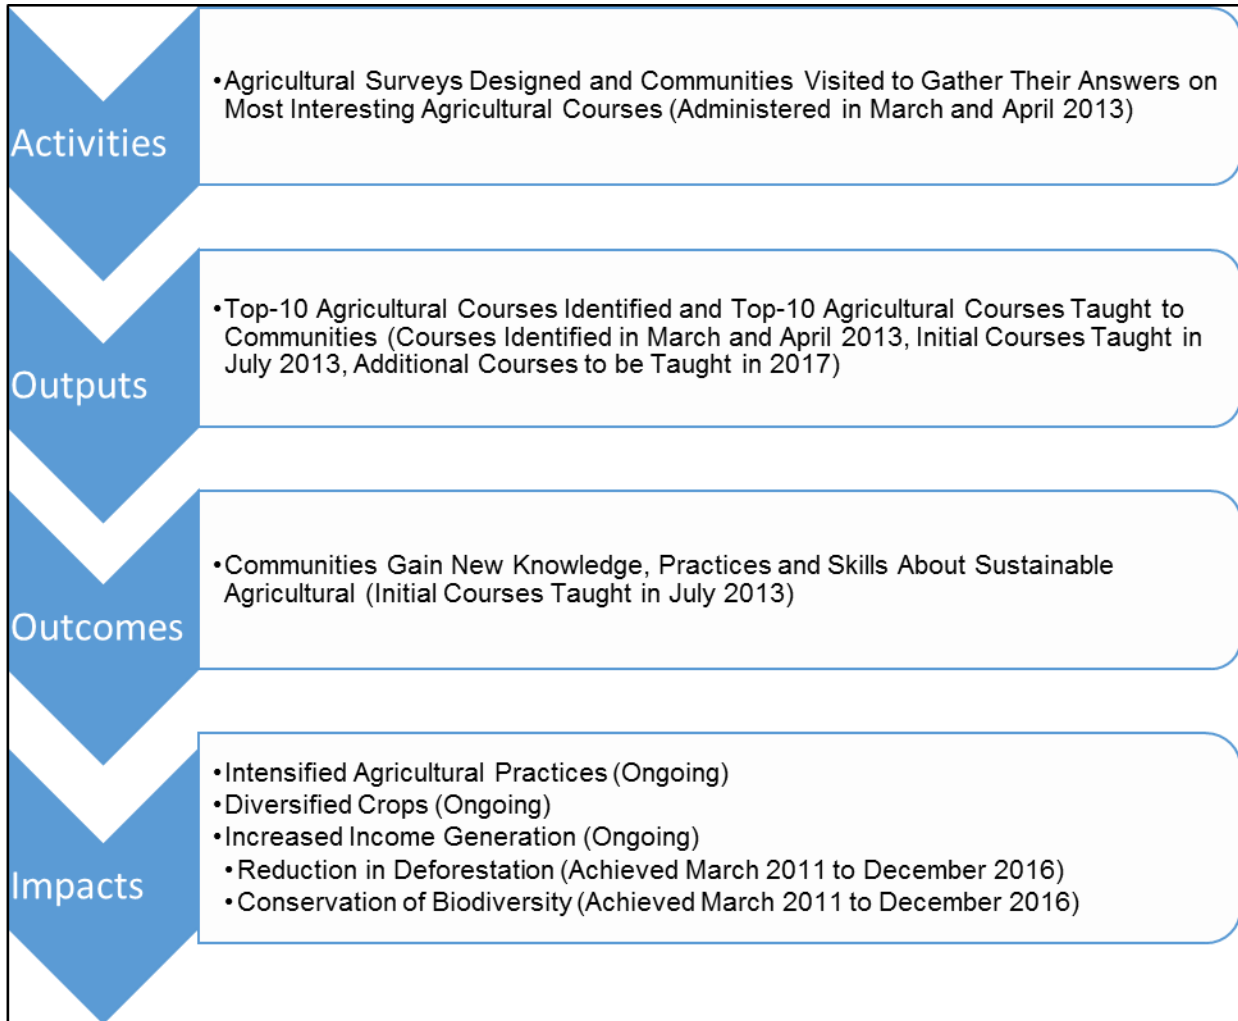 Activities
•Agricultural Surveys Designed and Communities Visited to Gather Their Answers on
Most Interesting Agricultural Courses (Administered in March and April 2013)
Outputs
•Top-10 Agricultural Courses Identified and Top-10 Agricultural Courses Taught to
Communities (Courses Identified in March and April 2013, Initial Courses Taught in
July 2013, Additional Courses to be Taught in 2017)
Outcomes
•Communities Gain New Knowledge, Practices and Skills About Sustainable
Agricultural (Initial Courses Taught in July 2013)
Impacts
•Intensified Agricultural Practices (Ongoing)
•Diversified Crops (Ongoing)
•Increased Income Generation (Ongoing)
•Reduction in Deforestation (Achieved March 2011 to December 2016)
•Conservation of Biodiversity (Achieved March 2011 to December 2016)